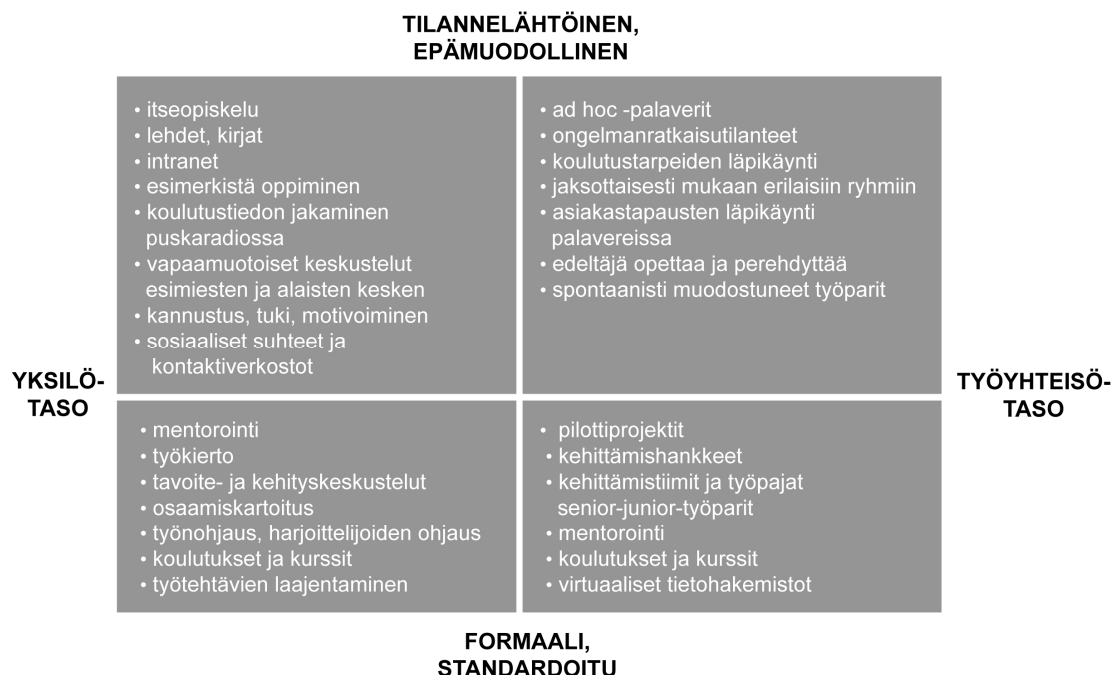 TILANNELÄHTÖINEN,
EPÄMUODOLLINEN
• itseopiskelu
• lehdet, kirjat
• intranet
• esimerkistä oppiminen
• koulutustiedon jakaminen
puskaradiossa
• vapaamuotoiset keskustelut
esimiesten ja alaisten kesken
• kannustus, tuki, motivoiminen
• sosiaaliset suhteet ja
kontaktiverkostot
• ad hoc -palaverit
• ongelmanratkaisutilanteet
• koulutustarpeiden läpikäynti
• jaksottaisesti mukaan erilaisiin ryhmiin
• asiakastapausten läpikäynti
palavereissa
• edeltäjä opettaa ja perehdyttää
• spontaanisti muodostuneet työparit
YKSILÖ-
TASO
TYÖYHTEISÖ-
TASO
• mentorointi
• työkierto
• tavoite- ja kehityskeskustelut
• osaamiskartoitus
• työnohjaus, harjoittelijoiden ohjaus
• koulutukset ja kurssit
• työtehtävien laajentaminen
• pilottiprojektit
• kehittämishankkeet
• kehittämistiimit ja työpajat
senior-junior-työparit
• mentorointi
• koulutukset ja kurssit
• virtuaaliset tietohakemistot
FORMAALI,
STANDARDOITU